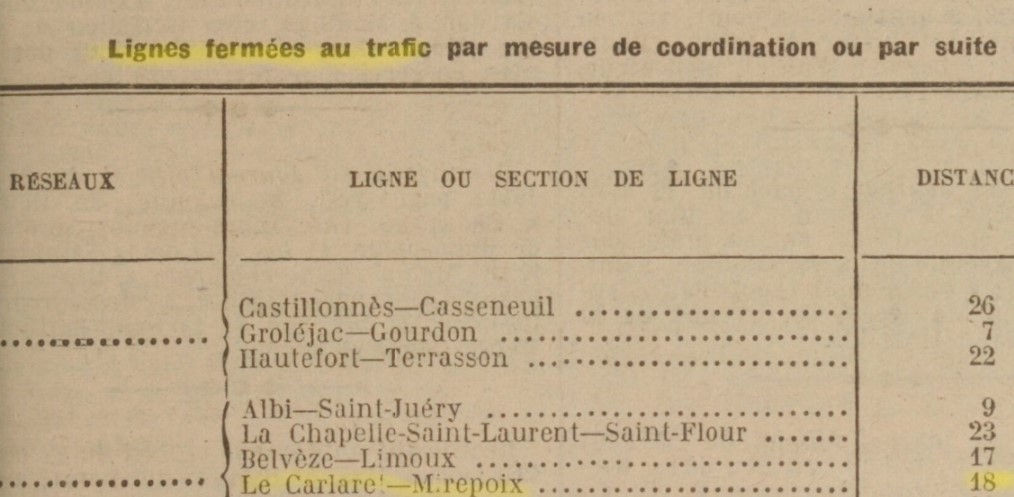 Lignes fermées au trafic par mesure de coordination ou par suite
RÉSEAUX LIGNE OU SECTION DE LIGNE DISTANC
Castillonnès—Casseneuil ...................... 26
Groléjac—Gourdon ............................ 7
Hautefort—Terrasson .......................... 22
Albi—Saint-Juéry ............................. 9
La Chapelle-Saint-Laurent—Saint-Flour ....... 23
Belvèze—Limoux .............................. 17
Le Carlaret—Mirepoix ......................... 18